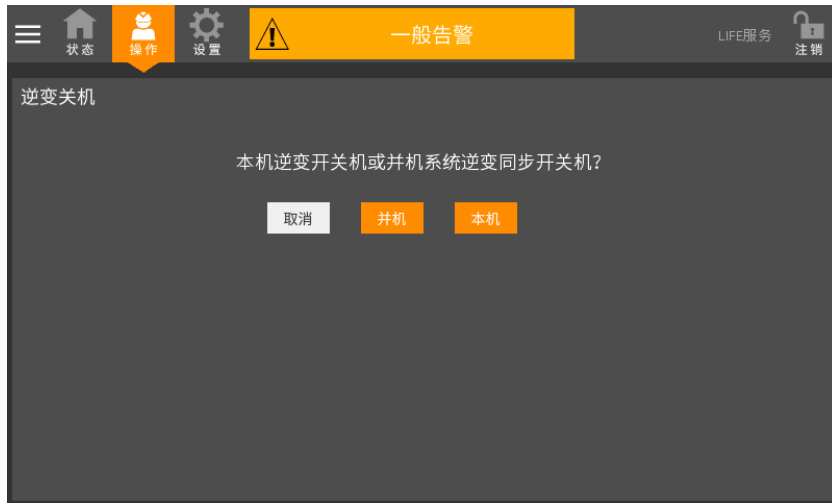 状态
操作
设置
一般告警
LIFE服务
注销
逆变关机
本机逆变开关机或并机系统逆变同步开关机?
取消
并机
本机